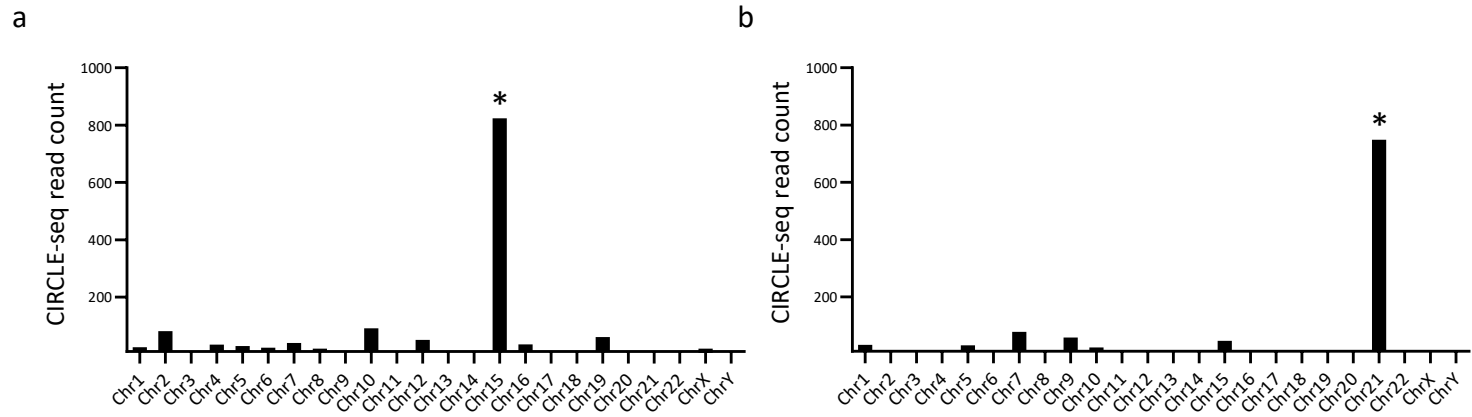 a
CIRCLE-seq read count
1000
800
600
400
200
*
Chr1 Chr2 Chr3 Chr4 Chr5 Chr6 Chr7 Chr8 Chr9 Chr10 Chr11 Chr12 Chr13 Chr14 Chr15 Chr16 Chr17 Chr18 Chr19 Chr20 Chr21 Chr22 ChrX ChrY
b
CIRCLE-seq read count
1000
800
600
400
200
*
Chr1 Chr2 Chr3 Chr4 Chr5 Chr6 Chr7 Chr8 Chr9 Chr10 Chr11 Chr12 Chr13 Chr14 Chr15 Chr16 Chr17 Chr18 Chr19 Chr20 Chr21 Chr22 ChrX ChrY